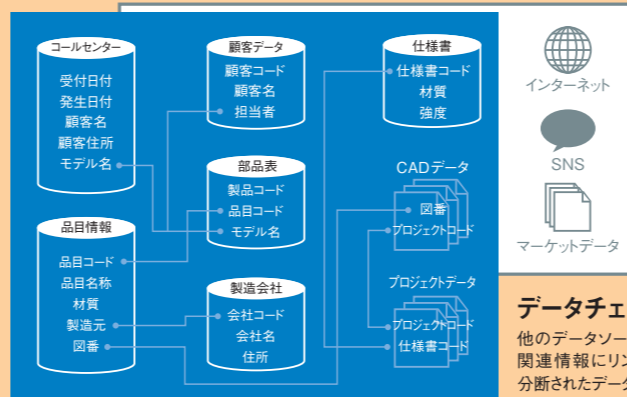 コールセンター
受付日付
発生日付
顧客名
顧客住所
モデル名
顧客データ
顧客コード
顧客名
担当者
仕様書
仕様書コード
材質
強度
部品表
製品コード
品目コード
モデル名
CADデータ
図番
プロジェクトコード
品目情報
品目コード
品目名称
材質
製造元
図番
製造会社
会社コード
会社名
住所
プロジェクトデータ
プロジェクトコード
仕様書コード
インターネット
SNS
マーケットデータ
データチェ
他のデータソー
関連情報にリン
分断されたデータ